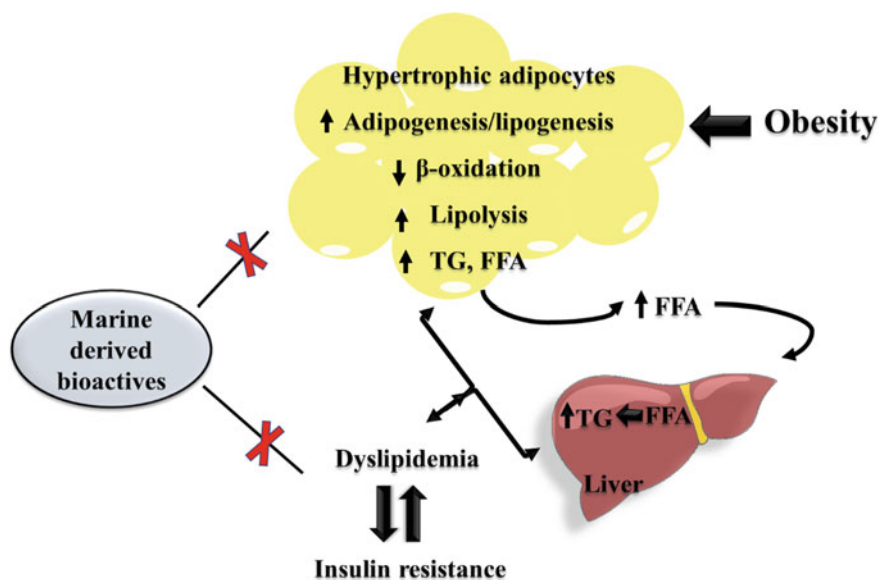 Hypertrophic adipocytes
Adipogenesis/lipogenesis
Obesity
β-oxidation
Lipolysis
TG, FFA
FFA
Marine
derived
bioactives
TG FFA
Liver
Dyslipidemia
Insulin resistance